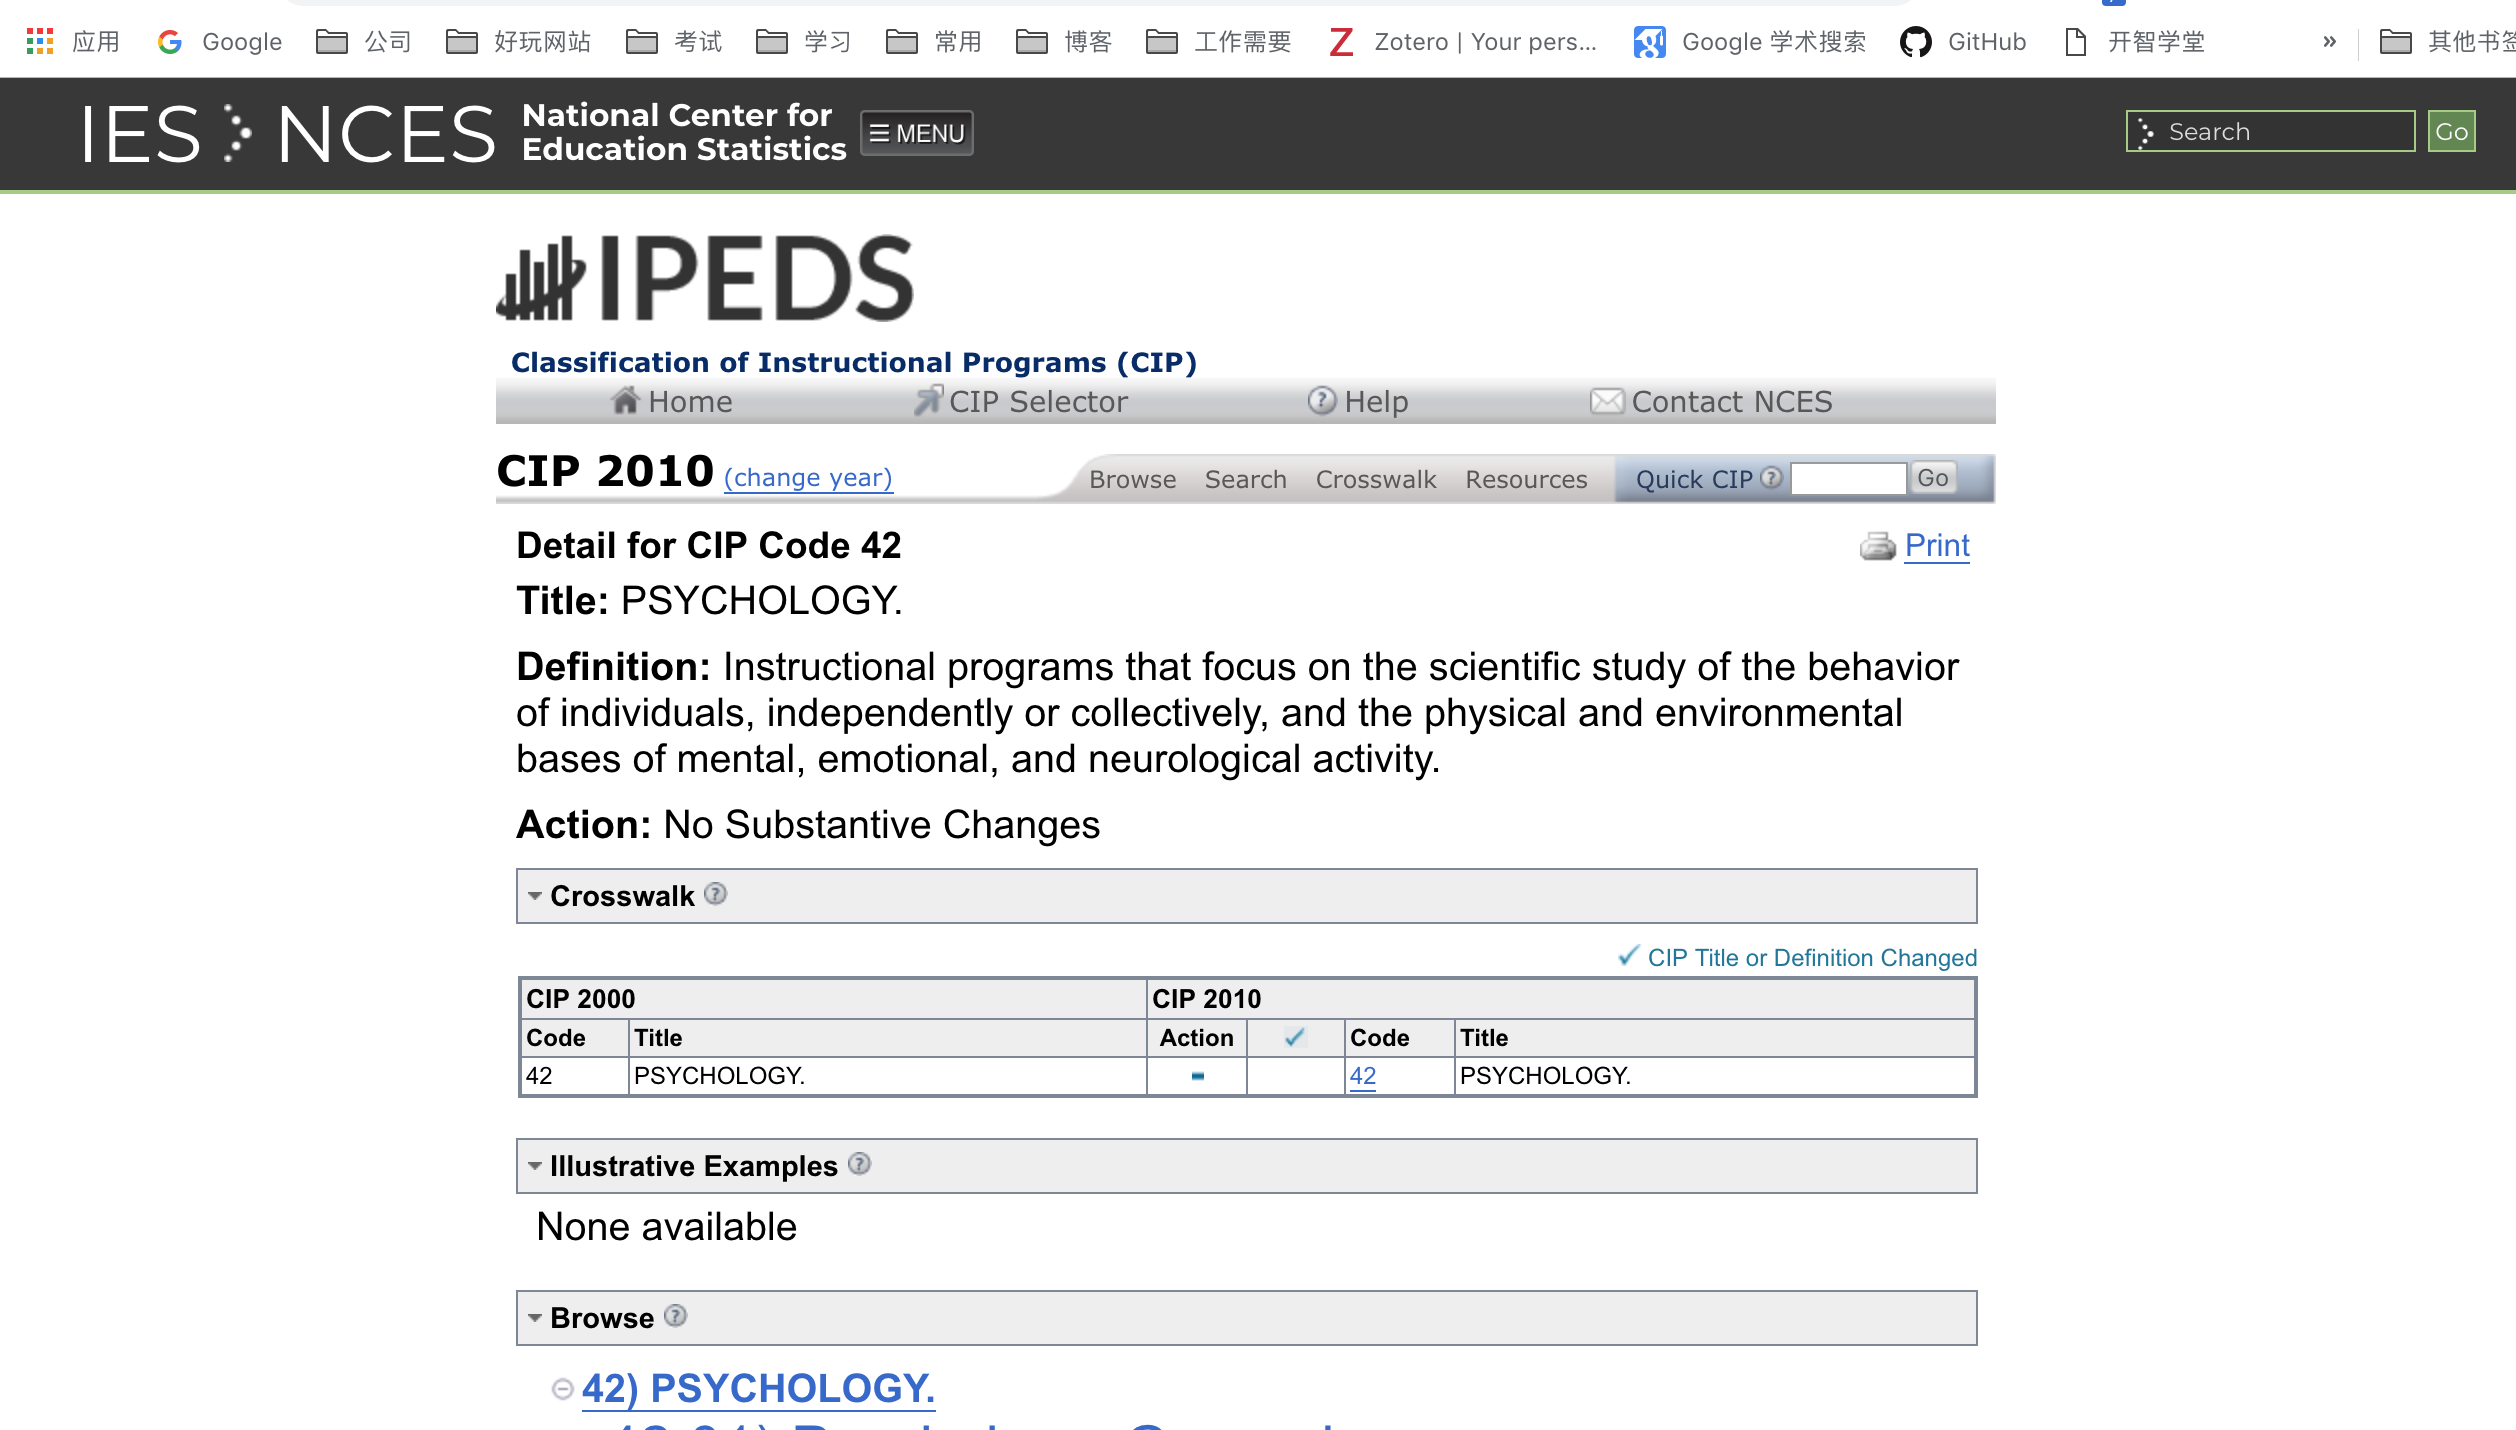 应用 Google 公司 好玩网站 考试 学习 常用 博客 工作需要 Zotero | Your pers... Google 学术搜索 GitHub 开智学堂 » 其他书签
IES NCES National Center for Education Statistics ☰ MENU Search Go
IPEDS
Classification of Instructional Programs (CIP)
Home CIP Selector Help Contact NCES
CIP 2010 (change year) Browse Search Crosswalk Resources Quick CIP Go
Detail for CIP Code 42 Print
Title: PSYCHOLOGY.
Definition: Instructional programs that focus on the scientific study of the behavior
of individuals, independently or collectively, and the physical and environmental
bases of mental, emotional, and neurological activity.
Action: No Substantive Changes
Crosswalk
CIP Title or Definition Changed
CIP 2000 CIP 2010
Code Title Action Code Title
42 PSYCHOLOGY. 42 PSYCHOLOGY.
Illustrative Examples
None available
Browse
42) PSYCHOLOGY.